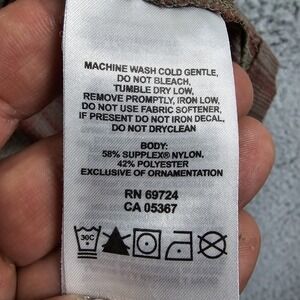 MACHINE WASH COLD GENTLE,
DO NOT BLEACH,
TUMBLE DRY LOW,
REMOVE PROMPTLY, IRON LOW,
DO NOT USE FABRIC SOFTENER,
IF PRESENT DO NOT IRON DECAL,
DO NOT DRYCLEAN
BODY:
58% SUPPLEX® NYLON,
42% POLYESTER
EXCLUSIVE OF ORNAMENTATION
RN 69724
CA 05367
30C